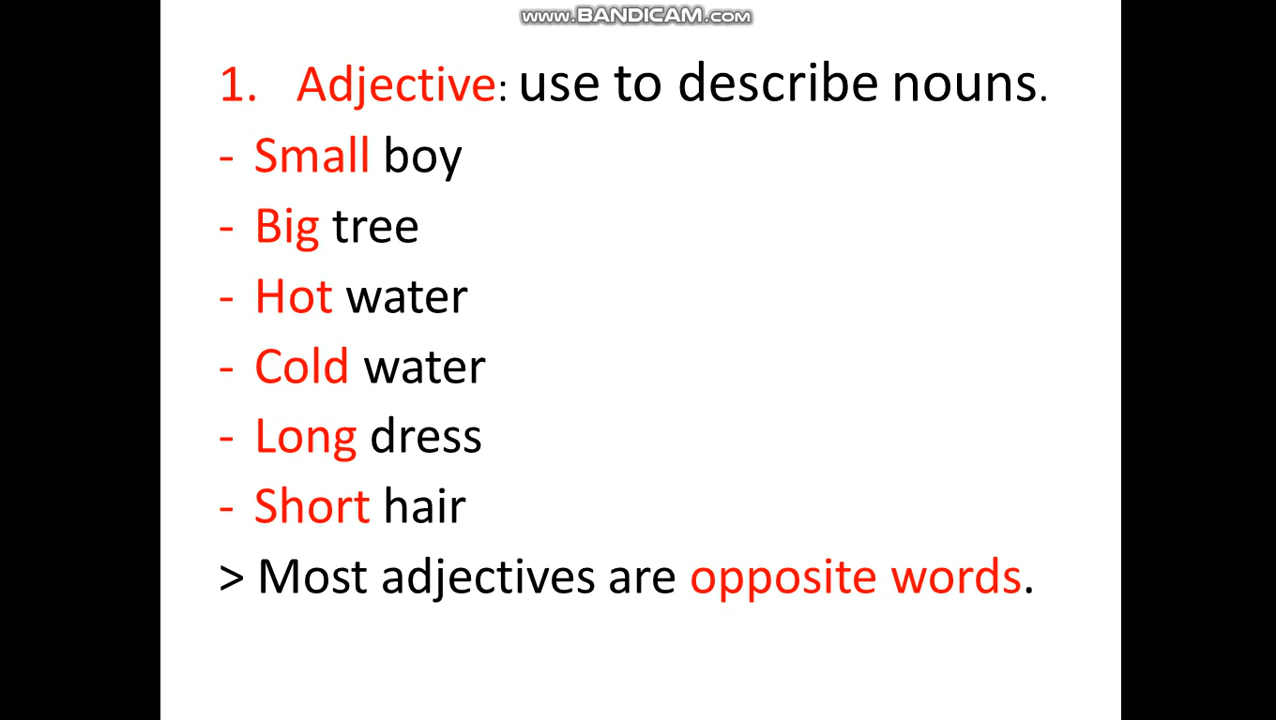 www.BANDICAM.com
1. Adjective: use to describe nouns.
- Small boy
- Big tree
- Hot water
- Cold water
- Long dress
- Short hair
> Most adjectives are opposite words.